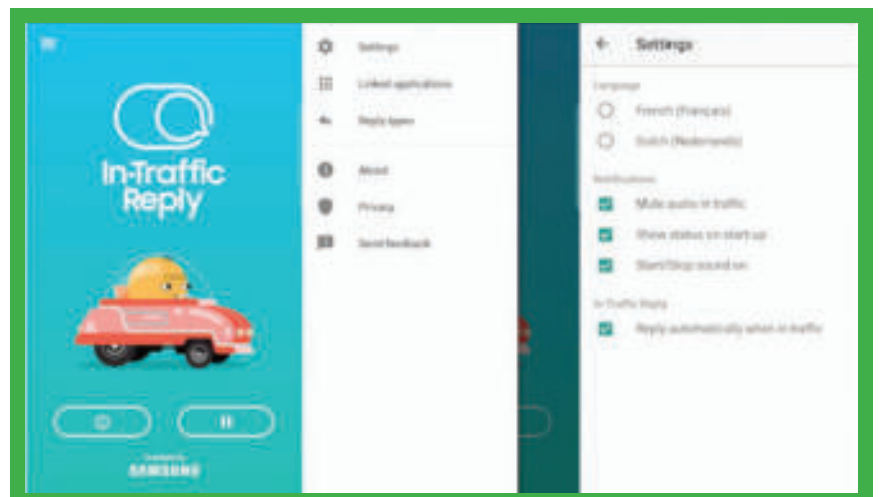 In-Traffic
Reply
SAMSUNG
Settings
Linked applications
Reply types
About
Privacy
Send feedback
Settings
Language
French (Français)
Dutch (Nederlands)
Notifications
Mute audio in traffic
Show status on start up
Start/Stop sound on
In-Traffic Reply
Reply automatically when in traffic